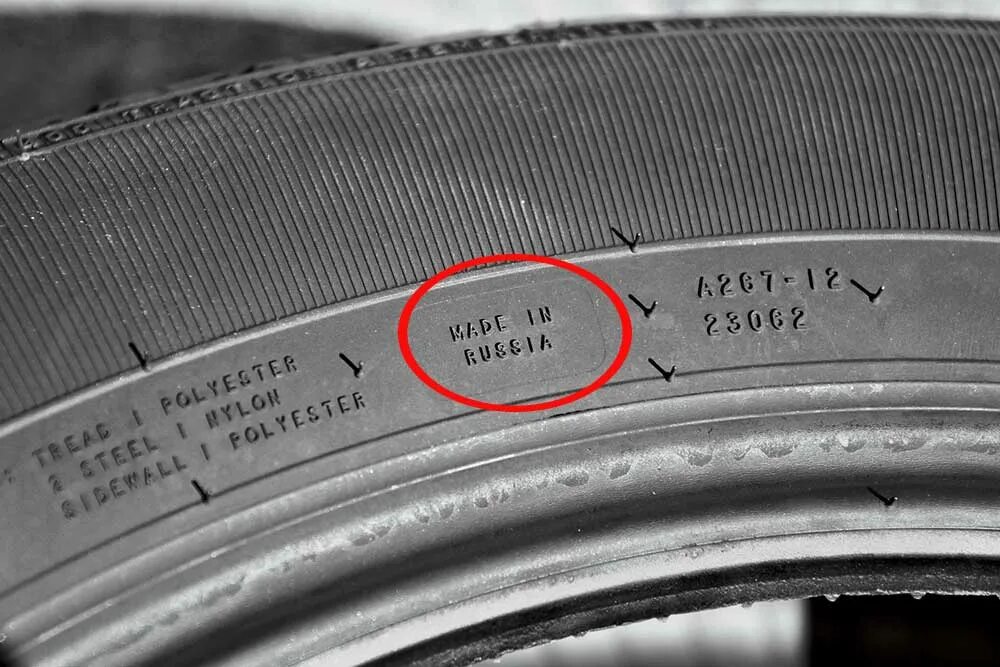 MADE IN
RUSSIA
A267-12
23062
TREAD 1 POLYESTER
2 STEEL 1 NYLON
SIDEWALL 1 POLYESTER